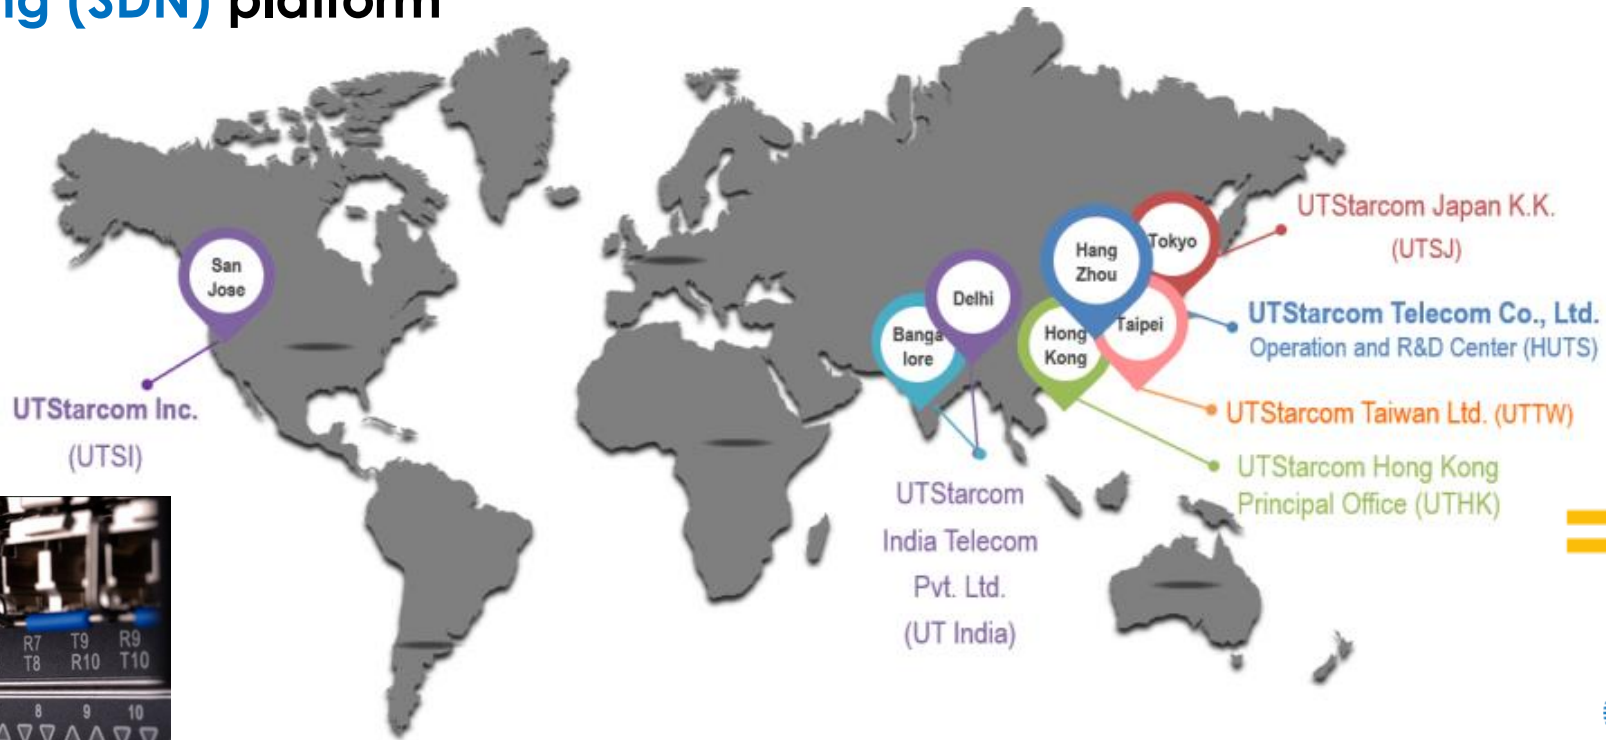 ng (SDN) platform
San
Jose
UTStarcom Inc.
(UTSI)
Banga
lore
Delhi
UTStarcom
India Telecom
Pvt. Ltd.
(UT India)
Hong
Kong
Hang
Zhou
Taipei
Tokyo
UTStarcom Japan K.K.
(UTSJ)
UTStarcom Telecom Co., Ltd.
Operation and R&D Center (HUTS)
UTStarcom Taiwan Ltd. (UTTW)
UTStarcom Hong Kong
Principal Office (UTHK)
R7 T9 R9
T8 R10 T10
8 9 10